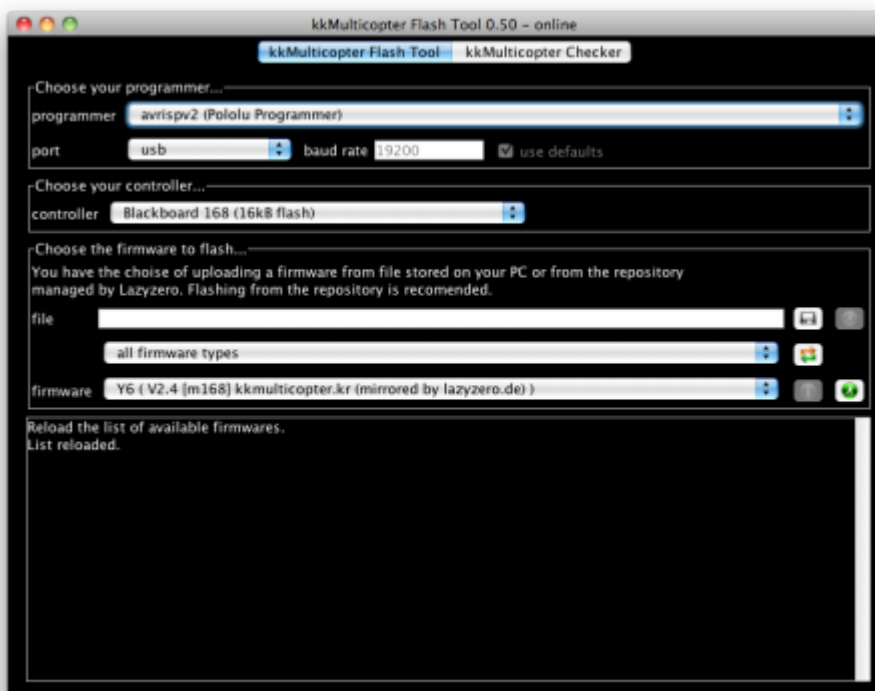 kkMulticopter Flash Tool 0.50 – online
kkMulticopter Flash Tool kkMulticopter Checker
Choose your programmer...
programmer avrispv2 (Pololu Programmer)
port usb baud rate 19200 use defaults
Choose your controller...
controller Blackboard 168 (16kB flash)
Choose the firmware to flash...
You have the choise of uploading a firmware from file stored on your PC or from the repository
managed by Lazyzero. Flashing from the repository is recomended.
file
all firmware types
firmware Y6 ( V2.4 [m168] kkmulticopter.kr (mirrored by lazyzero.de) )
Reload the list of available firmwares.
List reloaded.